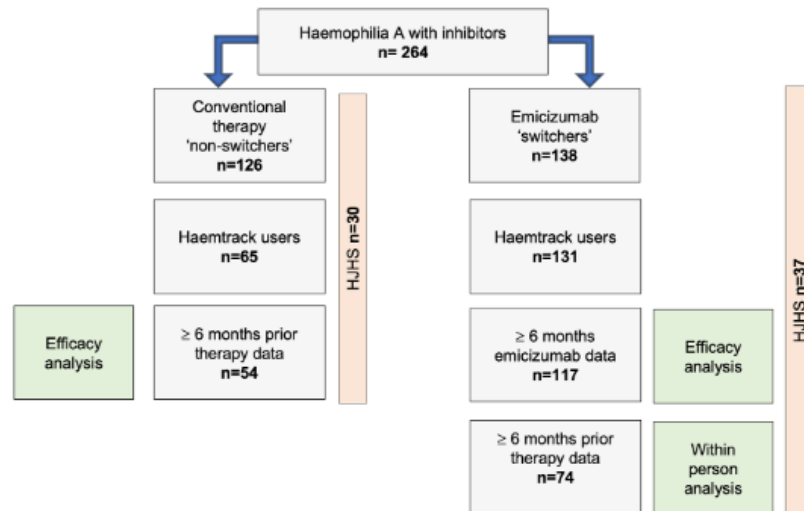 Haemophilia A with inhibitors
n= 264
Conventional
therapy
'non-switchers'
n=126
Haemtrack users
n=65
≥ 6 months prior
therapy data
n=54
Efficacy
analysis
HJHS n=30
Emicizumab
'switchers'
n=138
Haemtrack users
n=131
≥ 6 months
emicizumab data
n=117
Efficacy
analysis
≥ 6 months prior
therapy data
n=74
Within
person
analysis
HJHS n=37